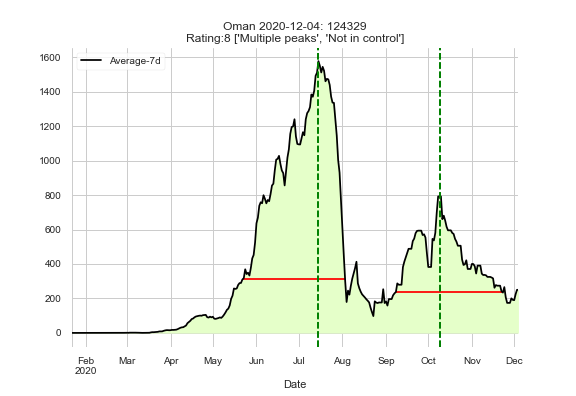 Oman 2020-12-04: 124329
Rating:8 ['Multiple peaks', 'Not in control']
Average-7d
1600
1400
1200
1000
800
600
400
200
0
Feb Mar Apr May Jun Jul Aug Sep Oct Nov Dec
2020
Date